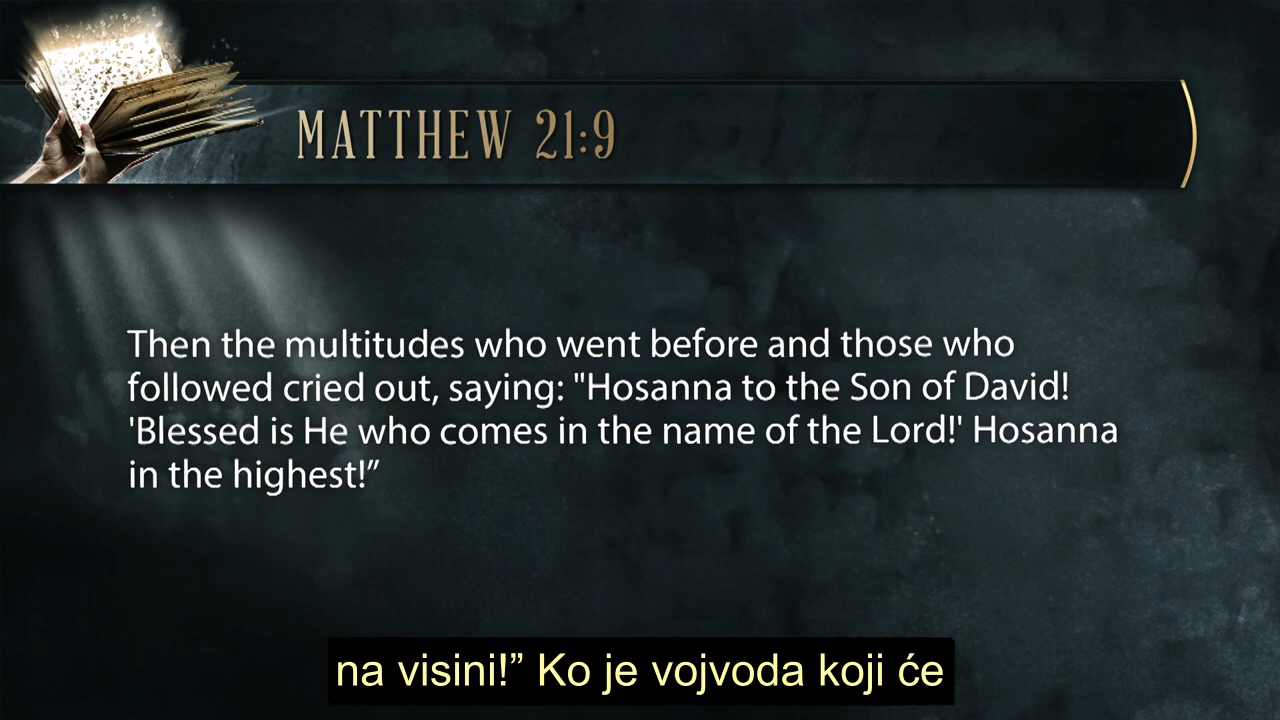 MATTHEW 21:9
Then the multitudes who went before and those who
followed cried out, saying: "Hosanna to the Son of David!
'Blessed is He who comes in the name of the Lord!' Hosanna
in the highest!”
na visini!” Ko je vojvoda koji će